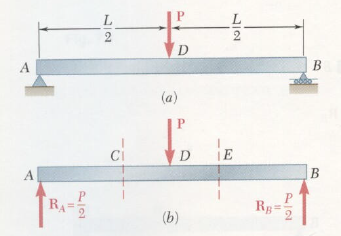 L/2 P L/2
A D B
(a)
P
C D E
A B
R_A = P/2 R_B = P/2
(b)